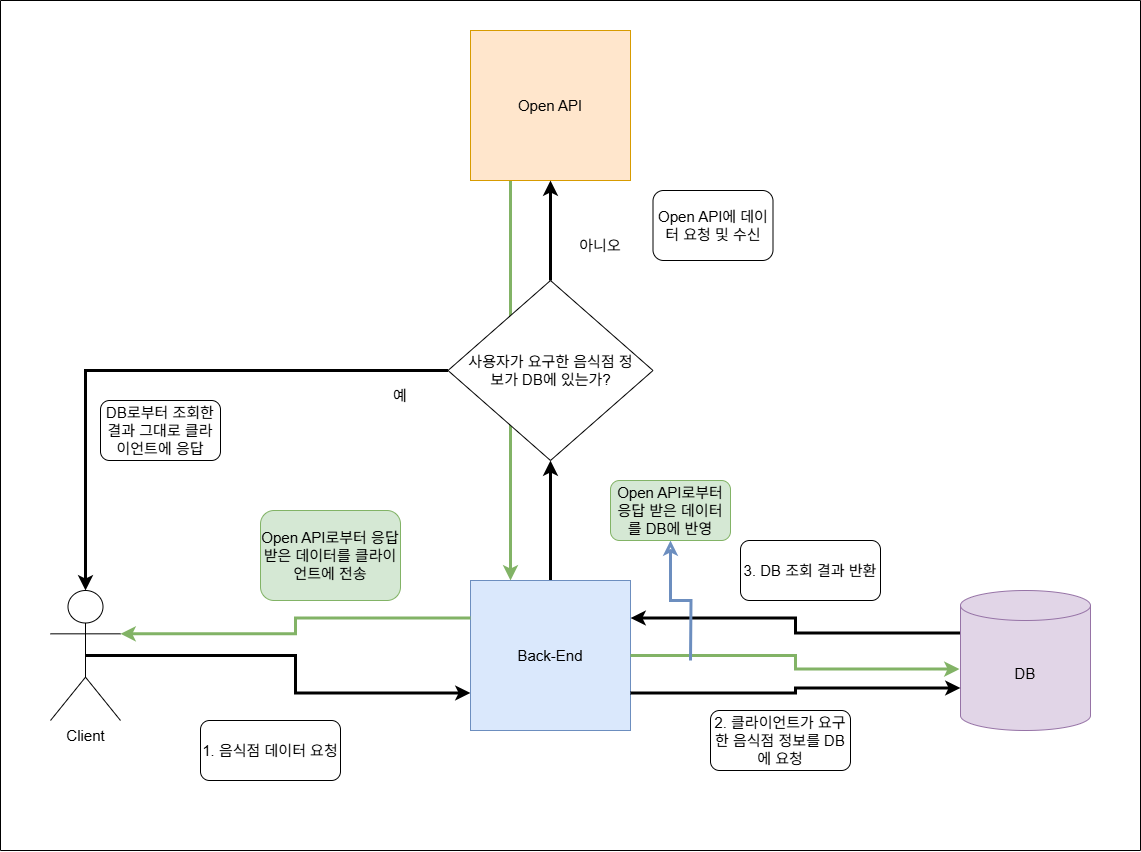 Open API
Open API에 데이
터 요청 및 수신
아니오
사용자가 요구한 음식점 정
보가 DB에 있는가?
예
DB로부터 조회한
결과 그대로 클라
이언트에 응답
Open API로부터
응답 받은 데이터
를 DB에 반영
Open API로부터 응답
받은 데이터를 클라이
언트에 전송
3. DB 조회 결과 반환
Back-End
DB
Client
1. 음식점 데이터 요청
2. 클라이언트가 요구
한 음식점 정보를 DB
에 요청